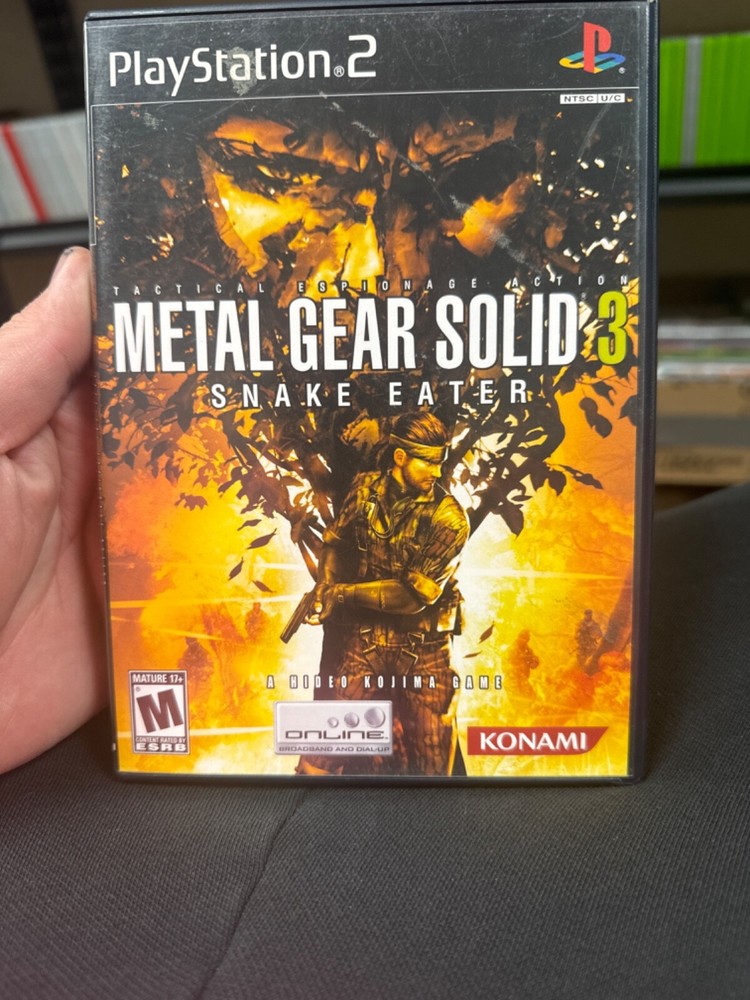 PlayStation®2
NTSC U/C
TACTICAL ESPIONAGE ACTION
METAL GEAR SOLID 3
SNAKE EATER
A HIDEO KOJIMA GAME
MATURE 17+
M
CONTENT RATED BY
ESRB
ONLINE
BROADBAND AND DIAL-UP
KONAMI